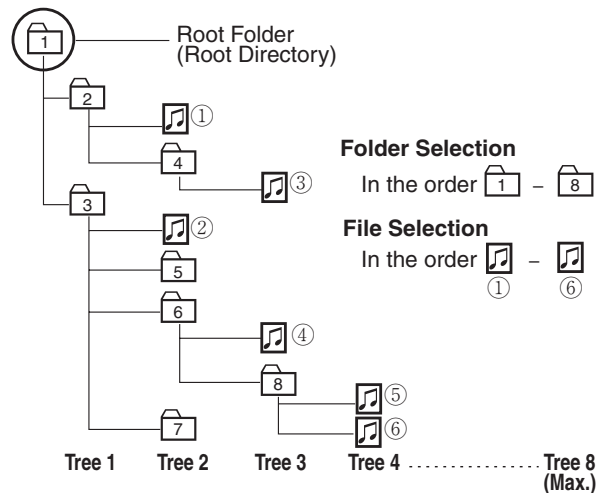 1
Root Folder
(Root Directory)
2
①
4
③
3
②
5
6
④
8
⑤
⑥
7
Folder Selection
In the order 1 – 8
File Selection
In the order –
① ⑥
Tree 1 Tree 2 Tree 3 Tree 4 ................ Tree 8
(Max.)